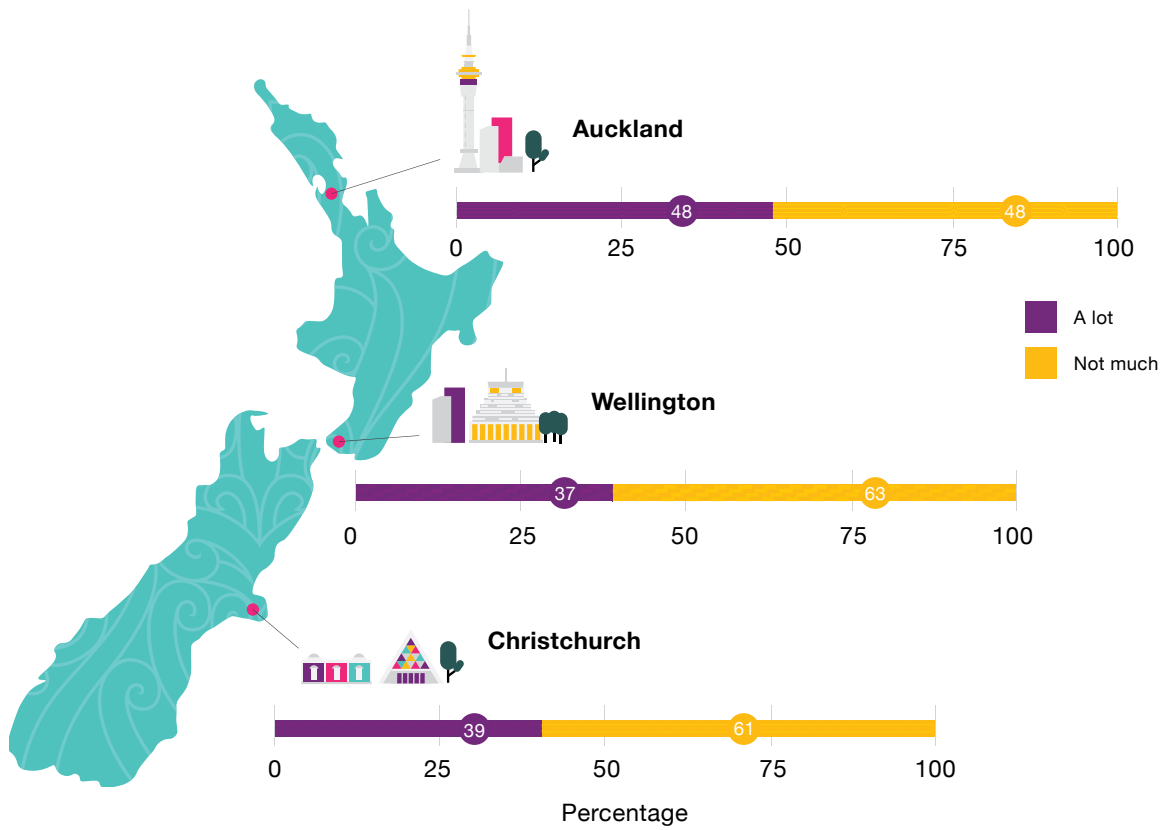 Auckland
48 48
0 25 50 75 100
A lot
Not much
Wellington
37 63
0 25 50 75 100
Christchurch
39 61
0 25 50 75 100
Percentage